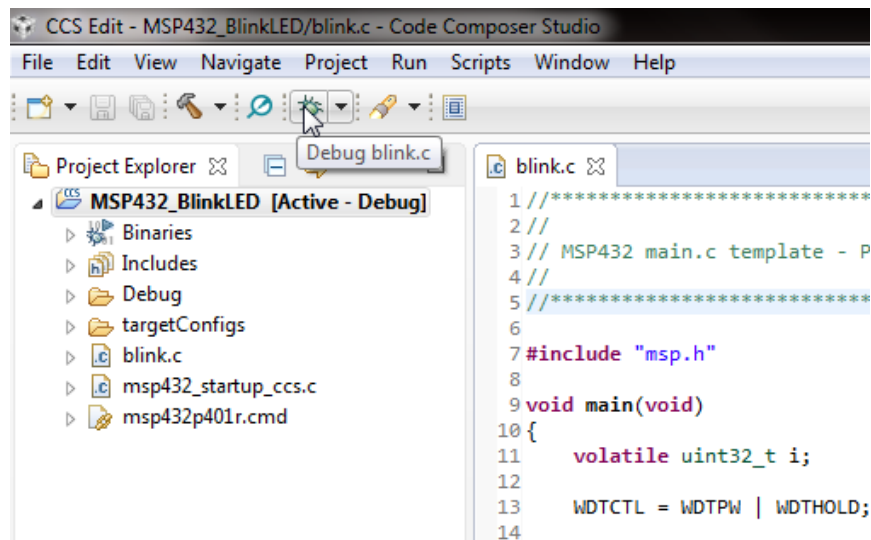 CCS Edit - MSP432_BlinkLED/blink.c - Code Composer Studio
File Edit View Navigate Project Run Scripts Window Help
Debug blink.c
Project Explorer
MSP432_BlinkLED [Active - Debug]
Binaries
Includes
Debug
targetConfigs
blink.c
msp432_startup_ccs.c
msp432p401r.cmd
blink.c
1 //***************************
2 //
3 // MSP432 main.c template - P
4 //
5 //***************************
6
7 #include "msp.h"
8
9 void main(void)
10 {
11     volatile uint32_t i;
12
13     WDTCTL = WDTPW | WDTHOLD;
14